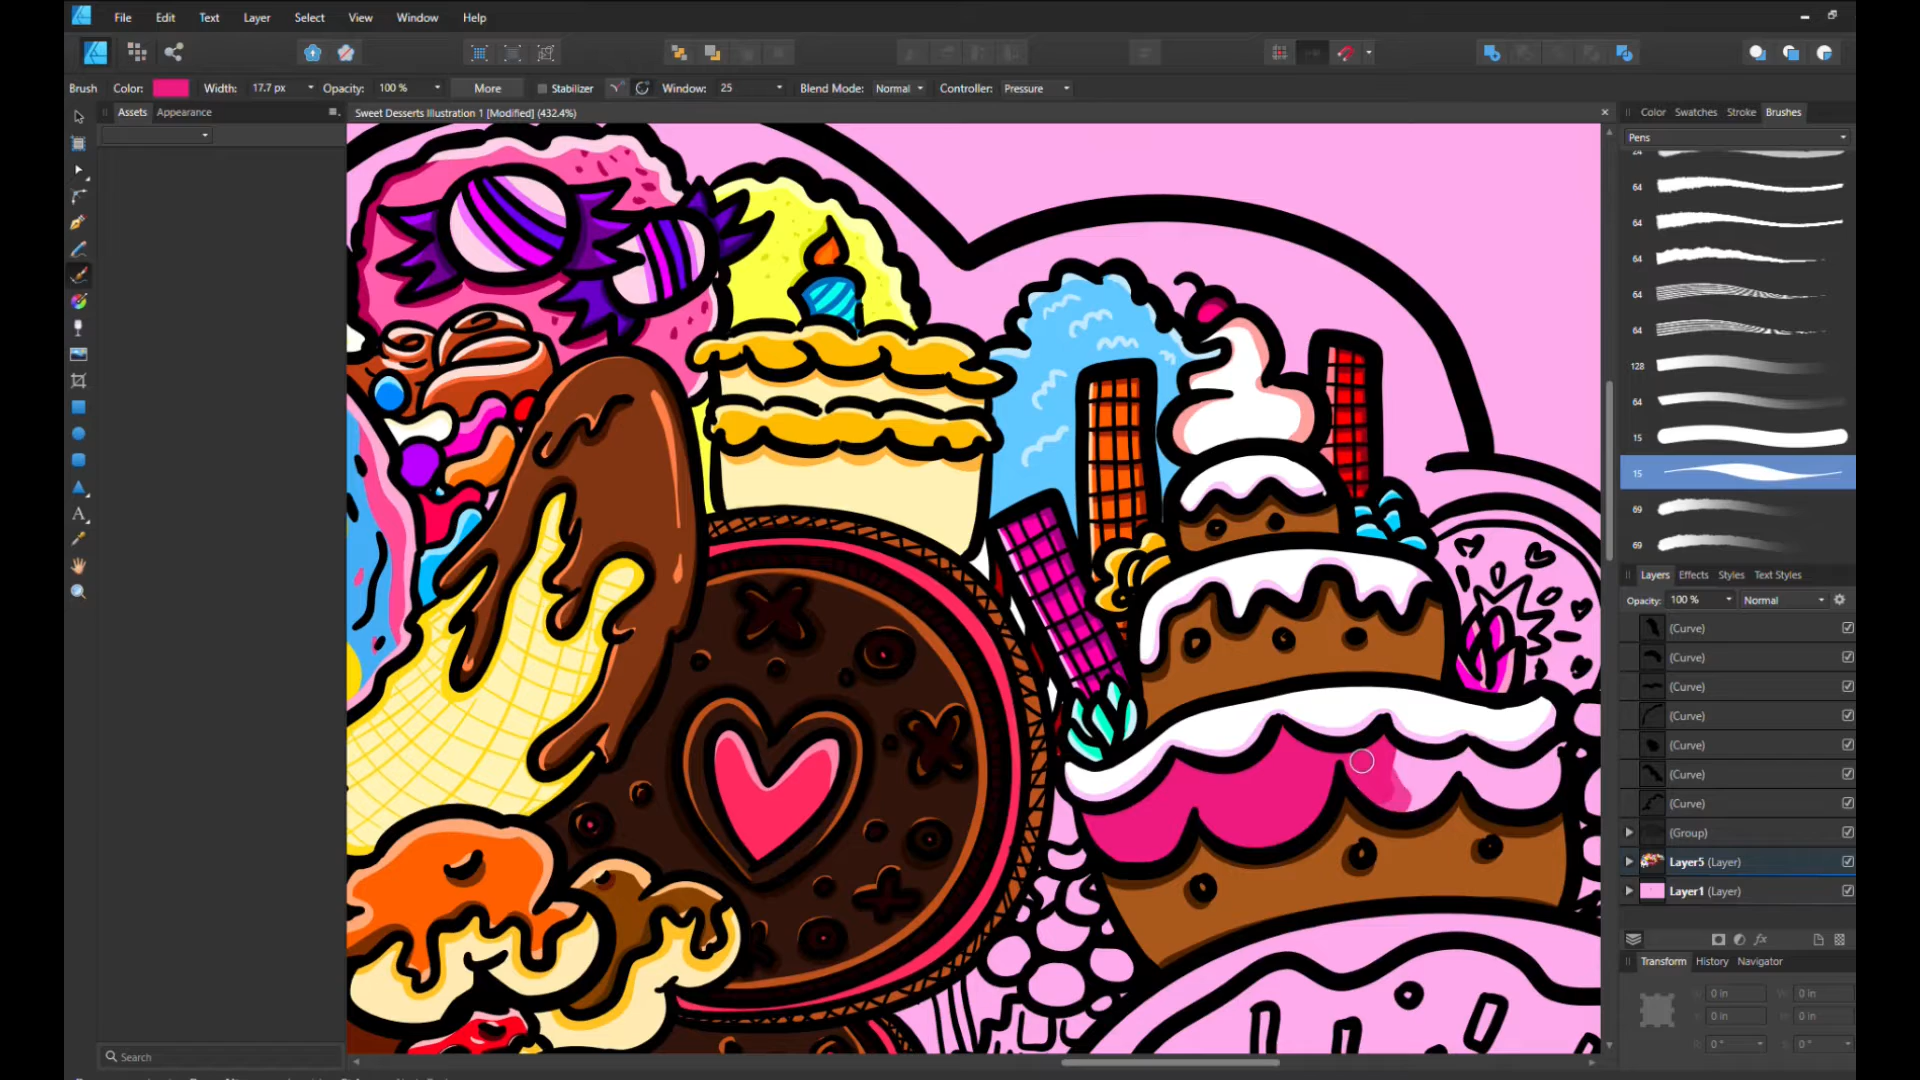 File Edit Text Layer Select View Window Help
Brush Color: Width: 17.7 px Opacity: 100 % More Stabilizer Window: 25 Blend Mode: Normal Controller: Pressure
Assets Appearance
Sweet Desserts Illustration 1 [Modified] (432.4%)
Color Swatches Stroke Brushes
Pens
24
64
64
64
64
64
128
64
15
15
69
69
Layers Effects Styles Text Styles
Opacity: 100 % Normal
(Curve)
(Curve)
(Curve)
(Curve)
(Curve)
(Curve)
(Curve)
(Group)
Layer5 (Layer)
Layer1 (Layer)
fx
Transform History Navigator
0 in 0 in
0 in 0 in
0 ° 0 °
Search